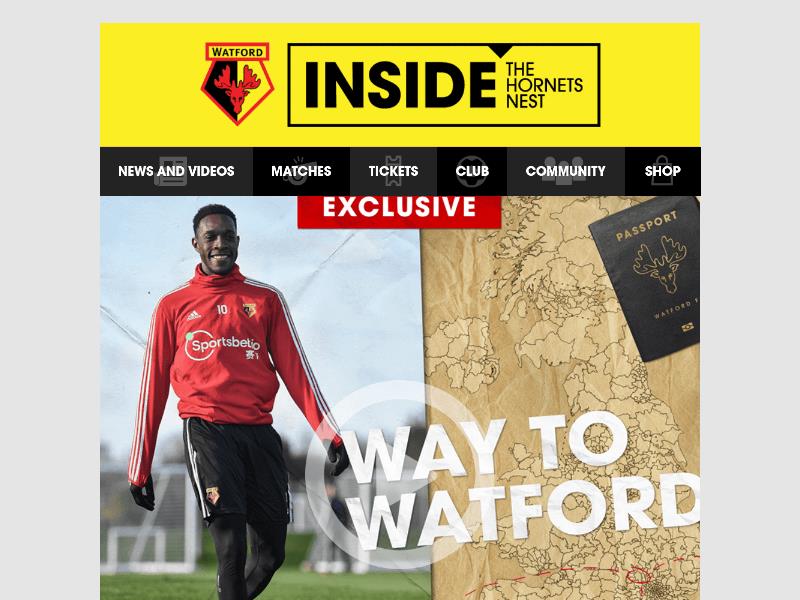 WATFORD
INSIDE
THE
HORNETS
NEST
NEWS AND VIDEOS
MATCHES
TICKETS
CLUB
COMMUNITY
SHOP
EXCLUSIVE
PASSPORT
WATFORD F
10
Sportsbet.io
WAY TO
WATFORD